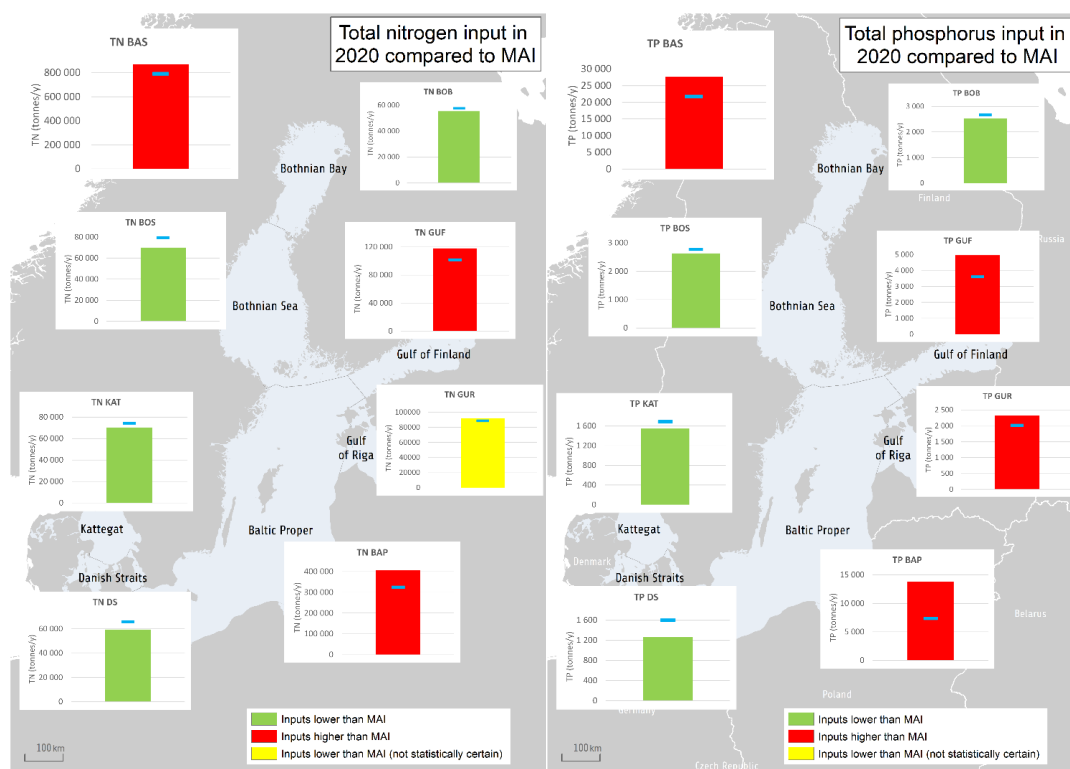 Total nitrogen input in
2020 compared to MAI
TN BAS
TN (tonnes/y)
800 000
600 000
400 000
200 000
0
TN BOB
TN (tonnes/y)
60 000
40 000
20 000
0
Bothnian Bay
TN BOS
TN (tonnes/y)
80 000
60 000
40 000
20 000
0
TN GUF
TN (tonnes/y)
120 000
80 000
40 000
0
Bothnian Sea
Gulf of Finland
TN KAT
TN (tonnes/y)
80 000
60 000
40 000
20 000
0
TN GUR
TN (tonnes/y)
100000
80000
60000
40000
20000
0
Gulf
of Riga
Kattegat
Baltic Proper
Danish Straits
TN BAP
TN (tonnes/y)
400 000
300 000
200 000
100 000
0
TN DS
TN (tonnes/y)
60 000
40 000
20 000
0
Inputs lower than MAI
Inputs higher than MAI
Inputs lower than MAI (not statistically certain)
100 km
Total phosphorus input in
2020 compared to MAI
TP BAS
TP (tonnes/y)
30 000
25 000
20 000
15 000
10 000
5 000
0
TP BOB
TP (tonnes/y)
3 000
2 000
1 000
0
Bothnian Bay
Finland
Russia
TP BOS
TP (tonnes/y)
3 000
2 000
1 000
0
TP GUF
TP (tonnes/y)
5 000
4 000
3 000
2 000
1 000
0
Bothnian Sea
Gulf of Finland
TP KAT
TP (tonnes/y)
1 600
1 200
800
400
0
TP GUR
TP (tonnes/y)
2 500
2 000
1 500
1 000
500
0
Gulf
of Riga
Kattegat
Baltic Proper
Denmark
Danish Straits
TP BAP
TP (tonnes/y)
15 000
10 000
5 000
0
Belarus
TP DS
TP (tonnes/y)
1 600
1 200
800
400
0
Poland
Germany
Inputs lower than MAI
Inputs higher than MAI
Inputs lower than MAI (not statistically certain)
100 km
Czech Republic